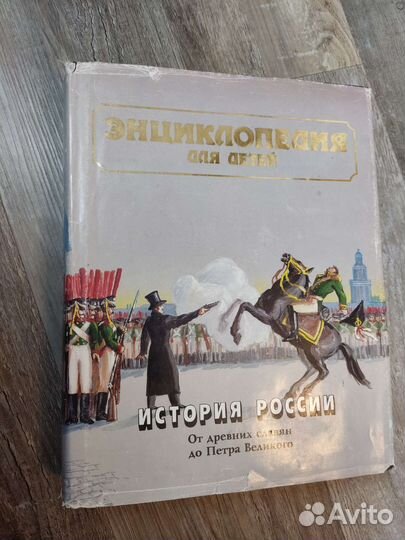 ЭНЦИКЛОПЕДИЯ
ДЛЯ ДЕТЕЙ
ИСТОРИЯ РОССИИ
От древних славян
до Петра Великого
Avito